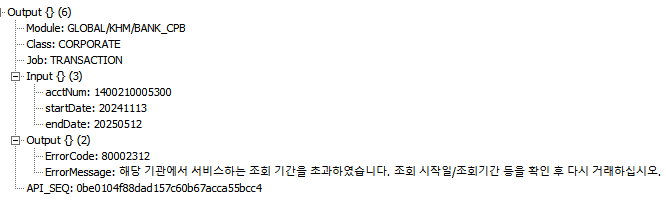 Output {} (6)
Module: GLOBAL/KHM/BANK_CPB
Class: CORPORATE
Job: TRANSACTION
Input {} (3)
acctNum: 1400210005300
startDate: 20241113
endDate: 20250512
Output {} (2)
ErrorCode: 80002312
ErrorMessage: 해당 기관에서 서비스하는 조회 기간을 초과하였습니다. 조회 시작일/조회기간 등을 확인 후 다시 거래하십시오.
API_SEQ: 0be0104f88dad157c60b67acca55bcc4